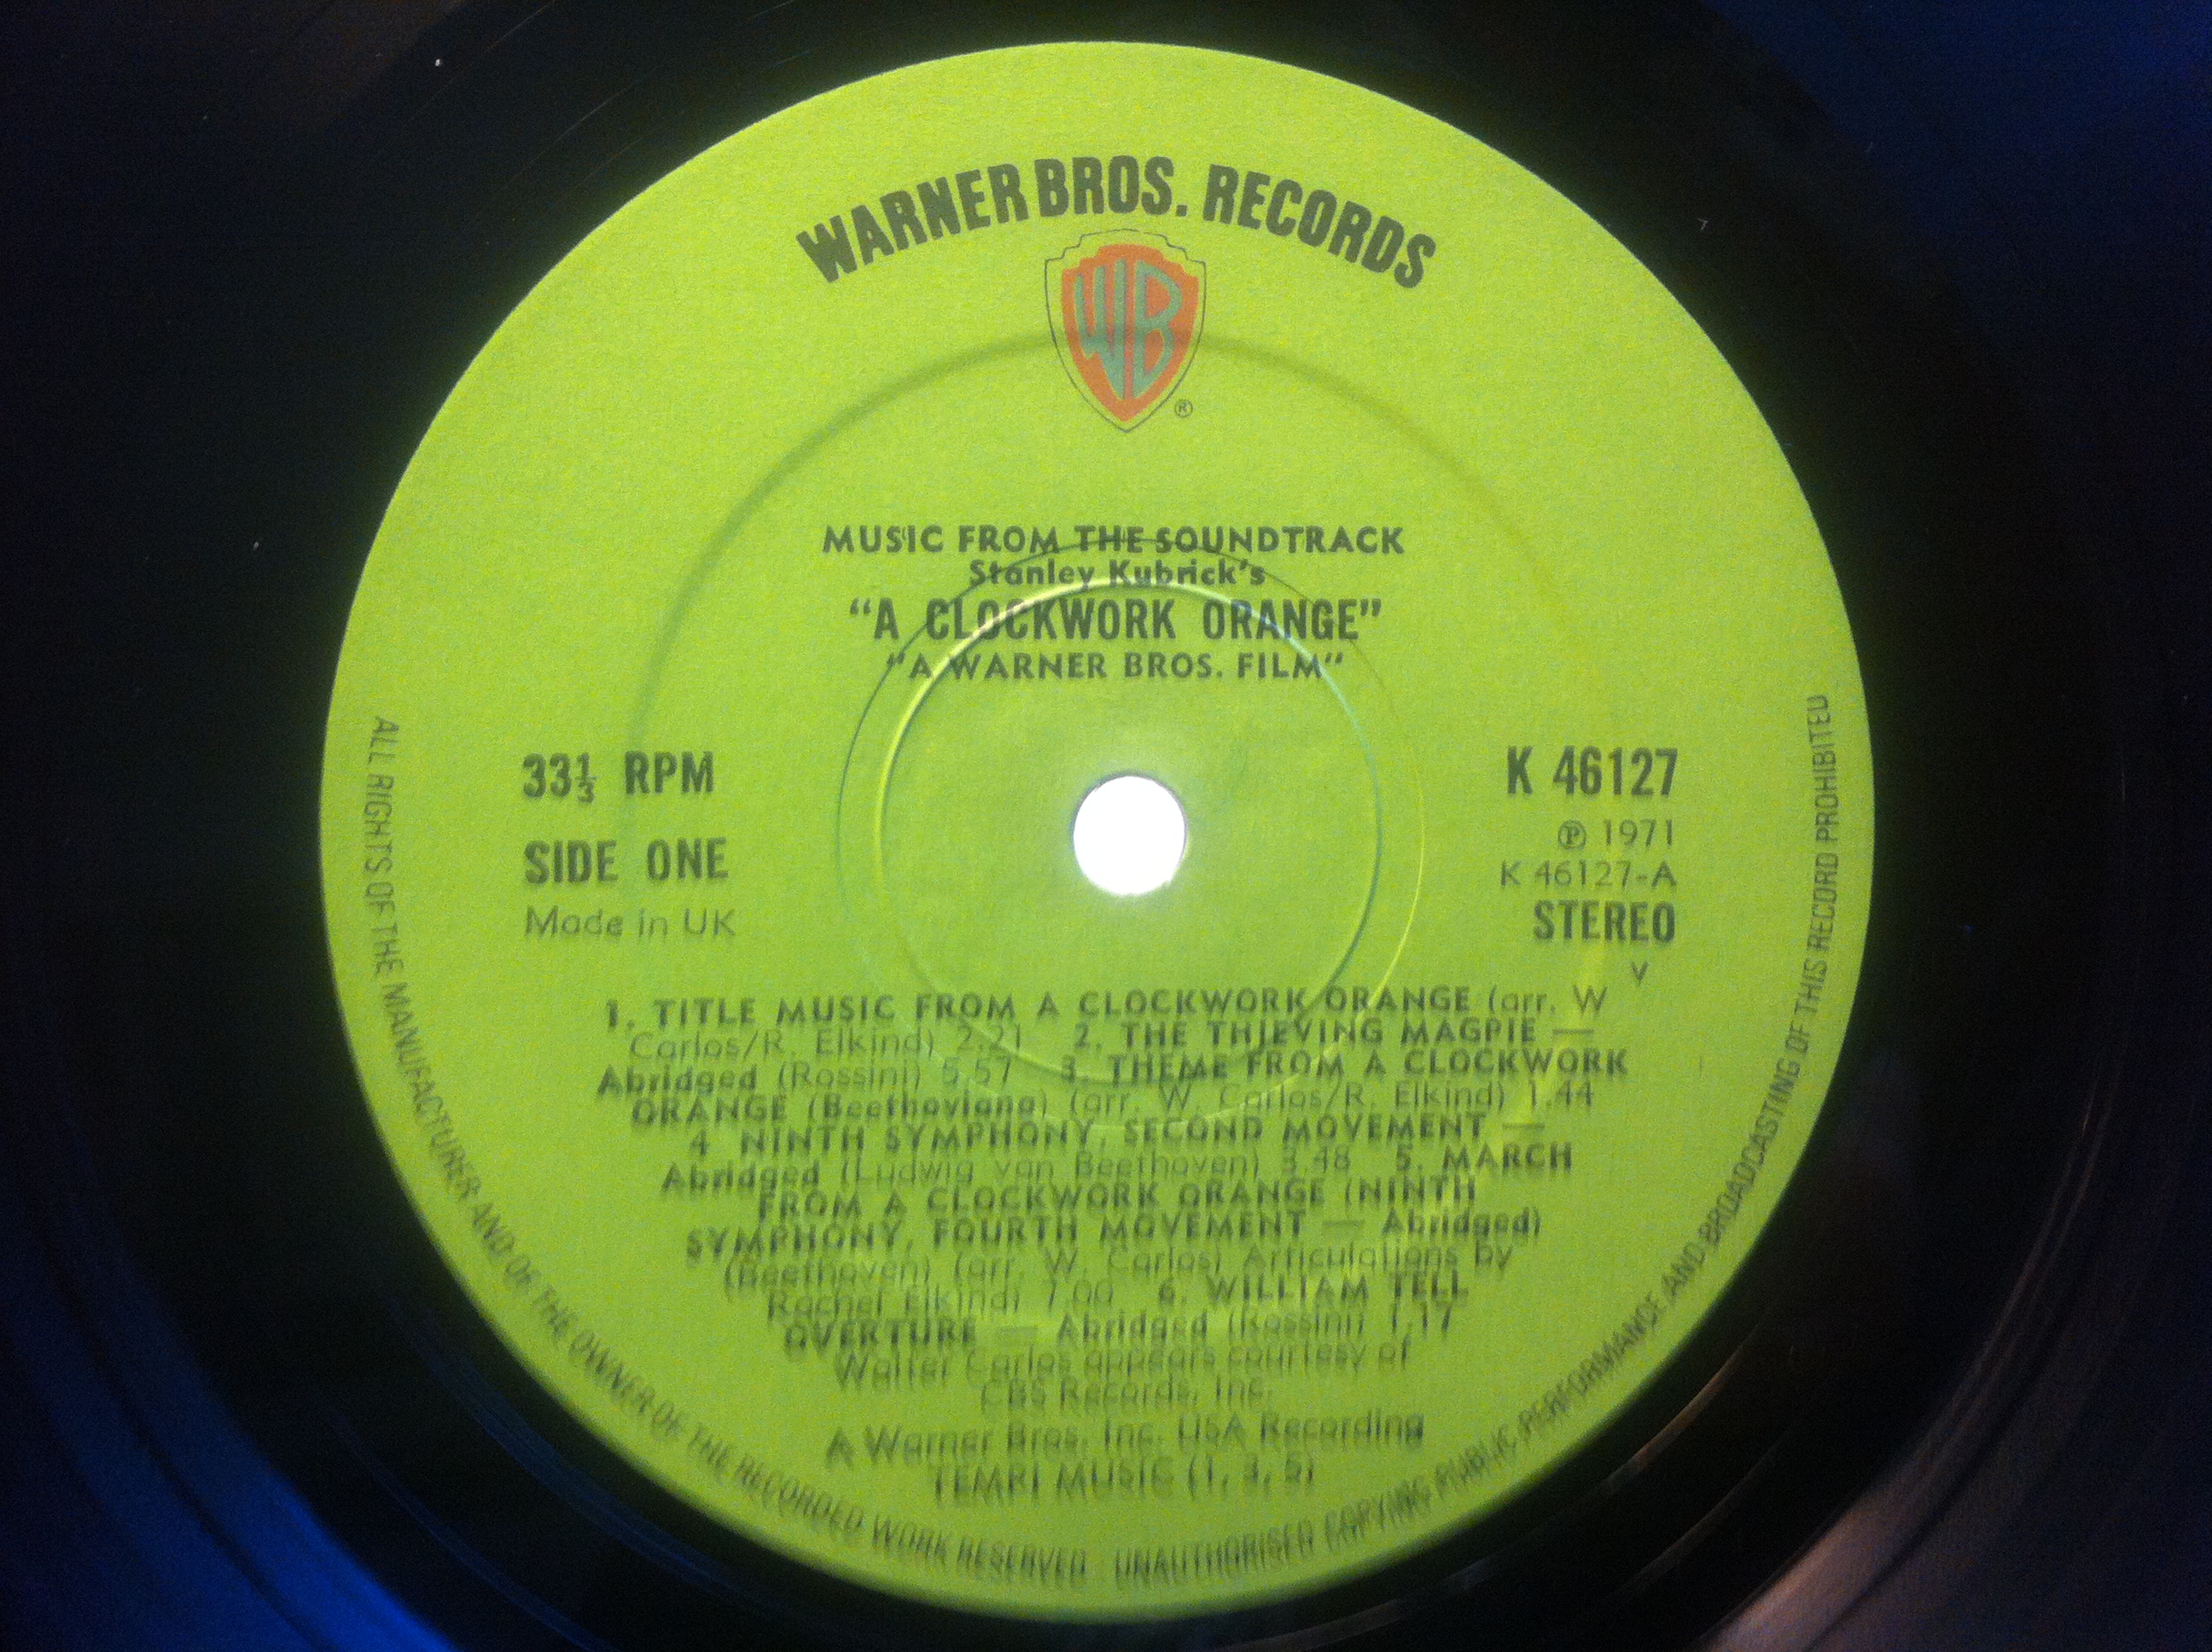 WARNER BROS. RECORDS
WB
®
MUSIC FROM THE SOUNDTRACK
Stanley Kubrick's
"A CLOCKWORK ORANGE"
"A WARNER BROS. FILM"
33⅓ RPM
SIDE ONE
Made in UK
K 46127
℗ 1971
K 46127-A
STEREO
V
1. TITLE MUSIC FROM A CLOCKWORK ORANGE (arr. W
Carlos/R. Elkind) 2.21 2. THE THIEVING MAGPIE —
Abridged (Rossini) 5.57 3. THEME FROM A CLOCKWORK
ORANGE (Beethoviana) (arr. W. Carlos/R. Elkind) 1.44
4 NINTH SYMPHONY, SECOND MOVEMENT —
Abridged (Ludwig van Beethoven) 3.48 5. MARCH
FROM A CLOCKWORK ORANGE (NINTH
SYMPHONY, FOURTH MOVEMENT — Abridged)
(Beethoven) (arr. W. Carlos) Articulations by
Rachel Elkind) 7.00 6. WILLIAM TELL
OVERTURE — Abridged (Rossini) 1.17
Walter Carlos appears courtesy of
CBS Records, Inc.
A Warner Bros. Inc. USA Recording
TEMPI MUSIC (1, 3, 5)
ALL RIGHTS OF THE MANUFACTURER AND OF THE OWNER OF THE RECORDED WORK RESERVED UNAUTHORISED COPYING PUBLIC PERFORMANCE AND BROADCASTING OF THIS RECORD PROHIBITED